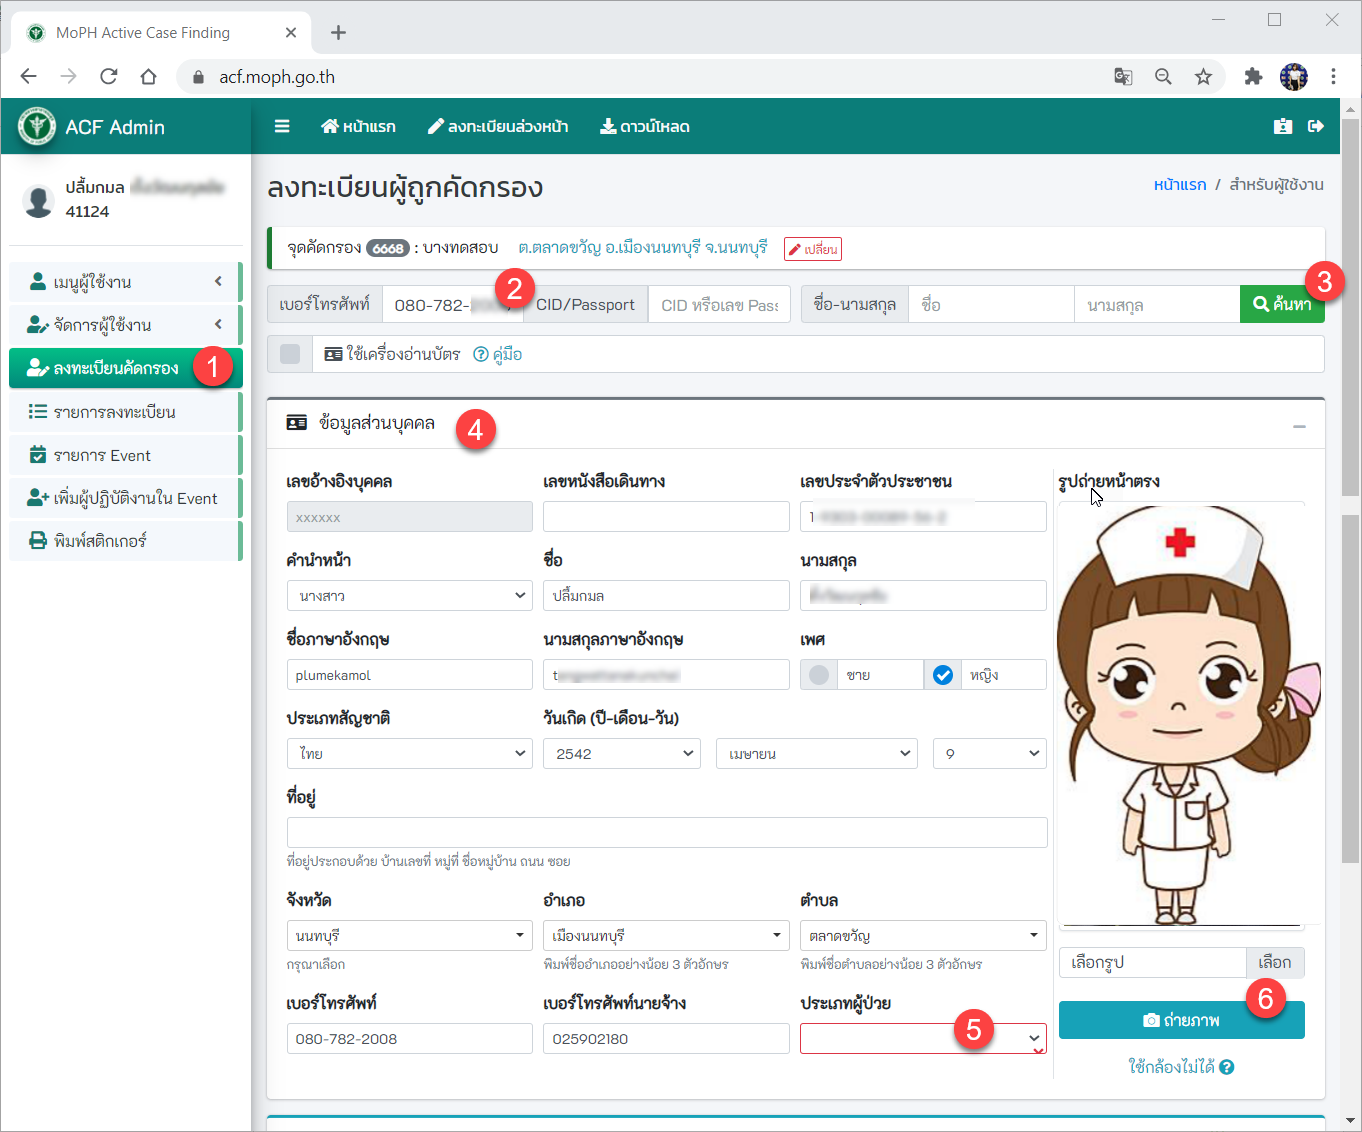 MoPH Active Case Finding
acf.moph.go.th
ACF Admin
หน้าแรก ลงทะเบียนล่วงหน้า ดาวน์โหลด
ปลื้มกมล
41124
ลงทะเบียนผู้ถูกคัดกรอง
หน้าแรก / สำหรับผู้ใช้งาน
จุดคัดกรอง 6668 : บางทดสอบ ต.ตลาดขวัญ อ.เมืองนนทบุรี จ.นนทบุรี เปลี่ยน
เมนูผู้ใช้งาน
จัดการผู้ใช้งาน
ลงทะเบียนคัดกรอง 1
รายการลงทะเบียน
รายการ Event
เพิ่มผู้ปฏิบัติงานใน Event
พิมพ์สติกเกอร์
2 3
เบอร์โทรศัพท์ 080-782- CID/Passport CID หรือเลข Pass ชื่อ-นามสกุล ชื่อ นามสกุล ค้นหา
ใช้เครื่องอ่านบัตร คู่มือ
ข้อมูลส่วนบุคคล 4
เลขอ้างอิงบุคคล เลขหนังสือเดินทาง เลขประจำตัวประชาชน รูปถ่ายหน้าตรง
xxxxxx 1
คำนำหน้า ชื่อ นามสกุล
นางสาว ปลื้มกมล
ชื่อภาษาอังกฤษ นามสกุลภาษาอังกฤษ เพศ
plumekamol t ชาย หญิง
ประเภทสัญชาติ วันเกิด (ปี-เดือน-วัน)
ไทย 2542 เมษายน 9
ที่อยู่
ที่อยู่ประกอบด้วย บ้านเลขที่ หมู่ที่ ชื่อหมู่บ้าน ถนน ซอย
จังหวัด อำเภอ ตำบล
นนทบุรี เมืองนนทบุรี ตลาดขวัญ
กรุณาเลือก พิมพ์ชื่ออำเภออย่างน้อย 3 ตัวอักษร พิมพ์ชื่อตำบลอย่างน้อย 3 ตัวอักษร
เลือกรูป เลือก
เบอร์โทรศัพท์ เบอร์โทรศัพท์นายจ้าง ประเภทผู้ป่วย 6
080-782-2008 025902180 5
ถ่ายภาพ
ใช้กล้องไม่ได้